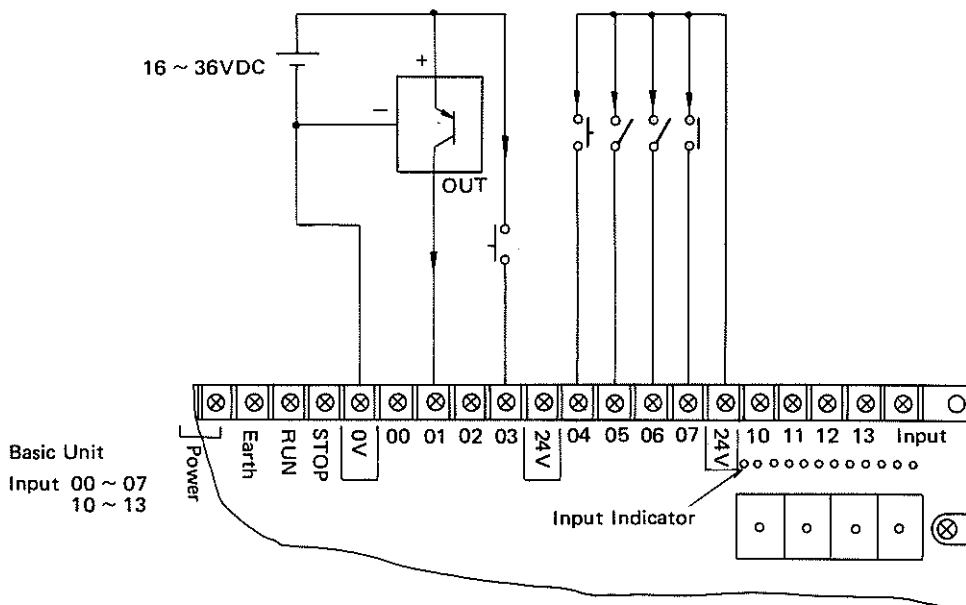 16 ~ 36VDC
+
−
OUT
Power
Earth
RUN
STOP
0V
00 01 02 03
24V
04 05 06 07
24V
10 11 12 13 Input
Basic Unit
Input 00 ~ 07
10 ~ 13
Input Indicator